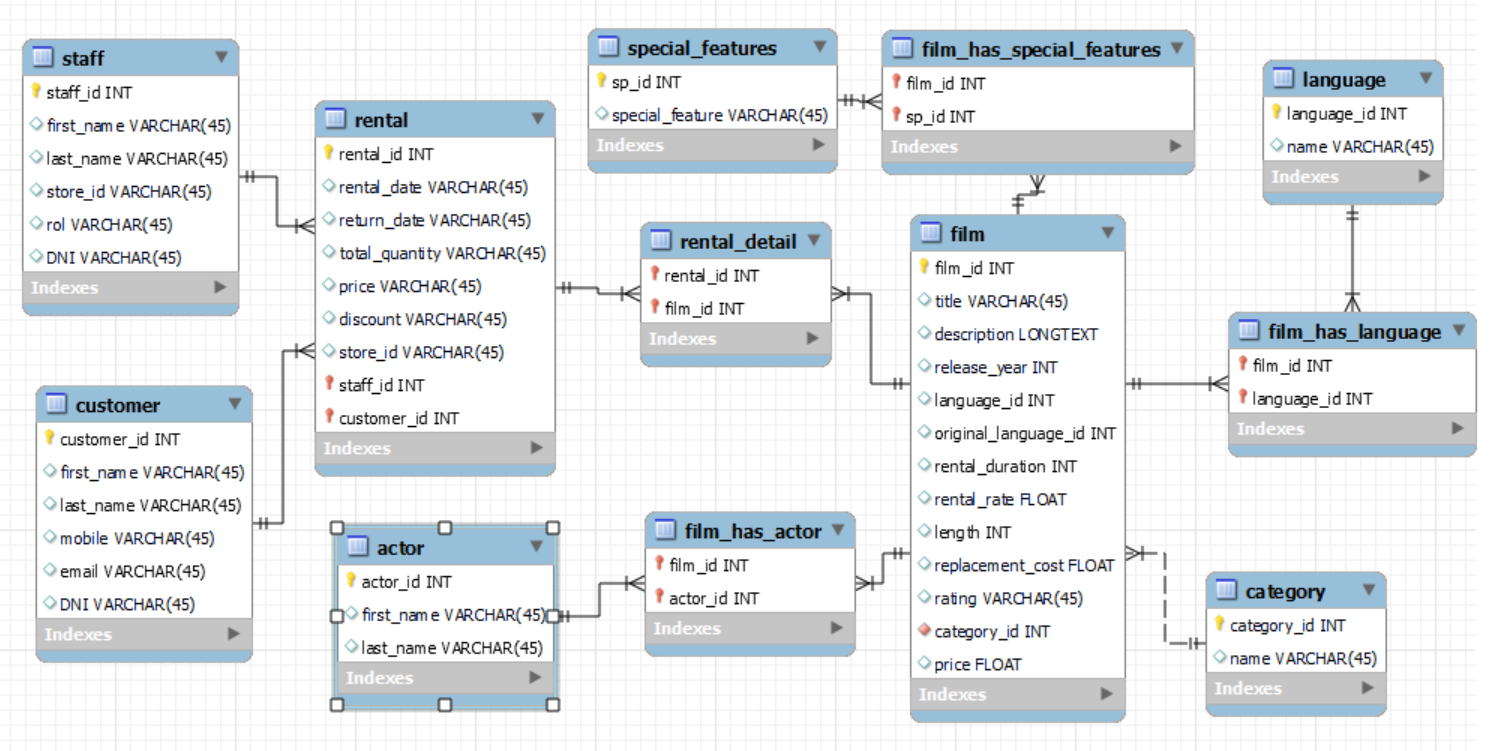 staff
staff_id INT
first_name VARCHAR(45)
last_name VARCHAR(45)
store_id VARCHAR(45)
rol VARCHAR(45)
DNI VARCHAR(45)
Indexes
customer
customer_id INT
first_name VARCHAR(45)
last_name VARCHAR(45)
mobile VARCHAR(45)
email VARCHAR(45)
DNI VARCHAR(45)
Indexes
rental
rental_id INT
rental_date VARCHAR(45)
return_date VARCHAR(45)
total_quantity VARCHAR(45)
price VARCHAR(45)
discount VARCHAR(45)
store_id VARCHAR(45)
staff_id INT
customer_id INT
Indexes
actor
actor_id INT
first_name VARCHAR(45)
last_name VARCHAR(45)
Indexes
special_features
sp_id INT
special_feature VARCHAR(45)
Indexes
rental_detail
rental_id INT
film_id INT
Indexes
film_has_actor
film_id INT
actor_id INT
Indexes
film_has_special_features
film_id INT
sp_id INT
Indexes
film
film_id INT
title VARCHAR(45)
description LONGTEXT
release_year INT
language_id INT
original_language_id INT
rental_duration INT
rental_rate FLOAT
length INT
replacement_cost FLOAT
rating VARCHAR(45)
category_id INT
price FLOAT
Indexes
language
language_id INT
name VARCHAR(45)
Indexes
film_has_language
film_id INT
language_id INT
Indexes
category
category_id INT
name VARCHAR(45)
Indexes